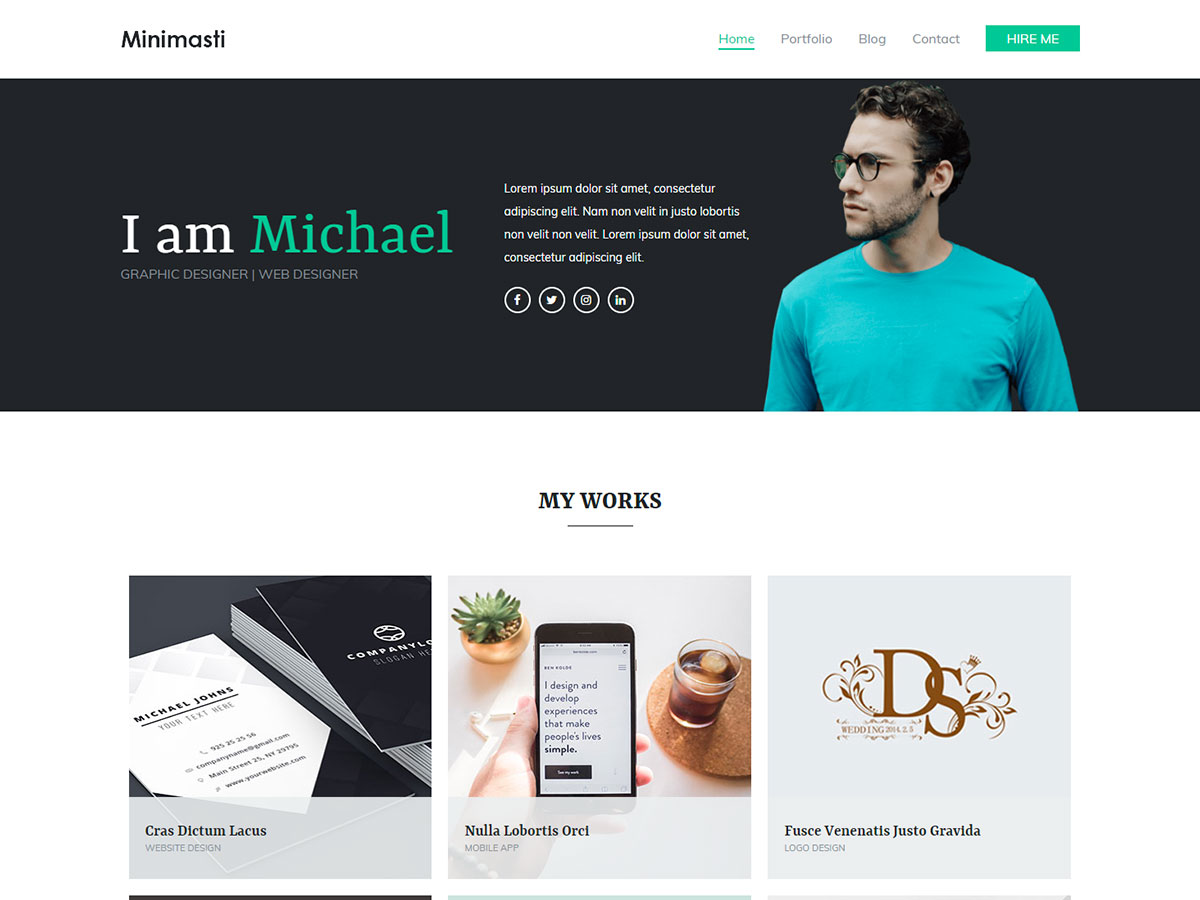 Minimasti
Home
Portfolio
Blog
Contact
HIRE ME
I am Michael
GRAPHIC DESIGNER | WEB DESIGNER
Lorem ipsum dolor sit amet, consectetur
adipiscing elit. Nam non velit in justo lobortis
non velit non velit. Lorem ipsum dolor sit amet,
consectetur adipiscing elit.
MY WORKS
COMPANYLO
SLOGAN HE
MICHAEL JOHNS
YOUR TEXT HERE
925 25 25 56
companyname@gmail.com
Main Street 25, NY 29795
www.yourwebsite.com
Cras Dictum Lacus
WEBSITE DESIGN
BEN KOLDE
I design and
develop
experiences
that make
people's lives
simple.
See my work
Nulla Lobortis Orci
MOBILE APP
DS
WEDDING 2014.2.5
Fusce Venenatis Justo Gravida
LOGO DESIGN